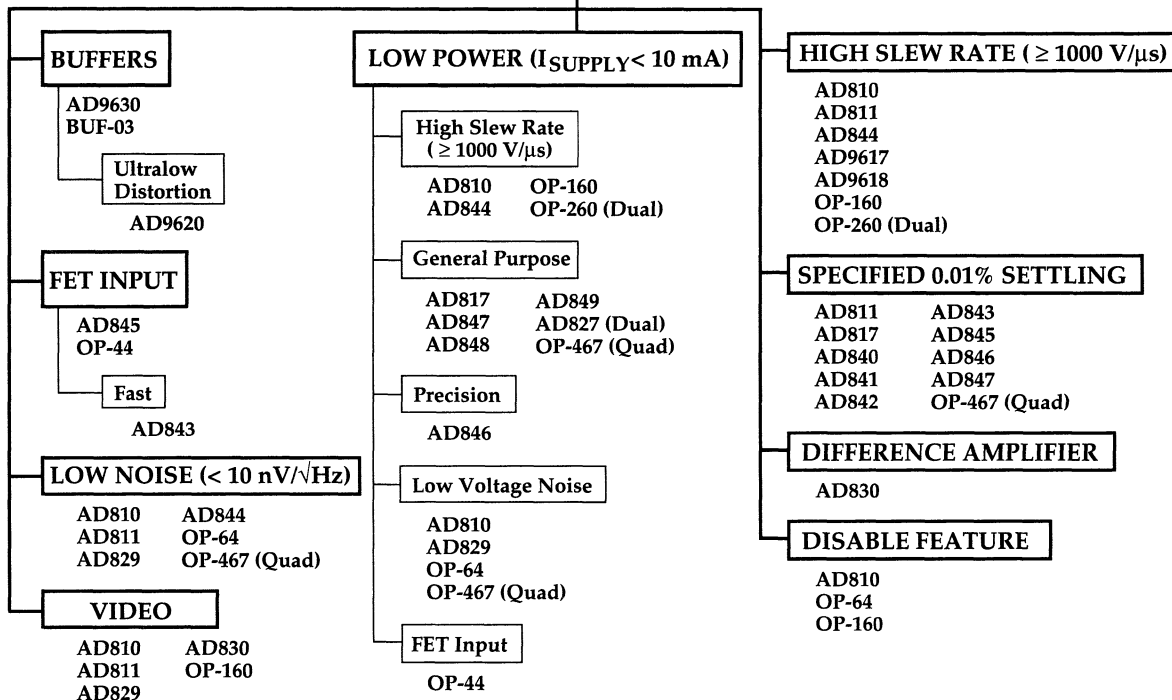 BUFFERS
AD9630
BUF-03
Ultralow
Distortion
AD9620
FET INPUT
AD845
OP-44
Fast
AD843
LOW NOISE (< 10 nV/√Hz)
AD810 AD844
AD811 OP-64
AD829 OP-467 (Quad)
VIDEO
AD810 AD830
AD811 OP-160
AD829
LOW POWER (I SUPPLY < 10 mA)
High Slew Rate
( ≥ 1000 V/μs)
AD810 OP-160
AD844 OP-260 (Dual)
General Purpose
AD817 AD849
AD847 AD827 (Dual)
AD848 OP-467 (Quad)
Precision
AD846
Low Voltage Noise
AD810
AD829
OP-64
OP-467 (Quad)
FET Input
OP-44
HIGH SLEW RATE ( ≥ 1000 V/μs)
AD810
AD811
AD844
AD9617
AD9618
OP-160
OP-260 (Dual)
SPECIFIED 0.01% SETTLING
AD811 AD843
AD817 AD845
AD840 AD846
AD841 AD847
AD842 OP-467 (Quad)
DIFFERENCE AMPLIFIER
AD830
DISABLE FEATURE
AD810
OP-64
OP-160